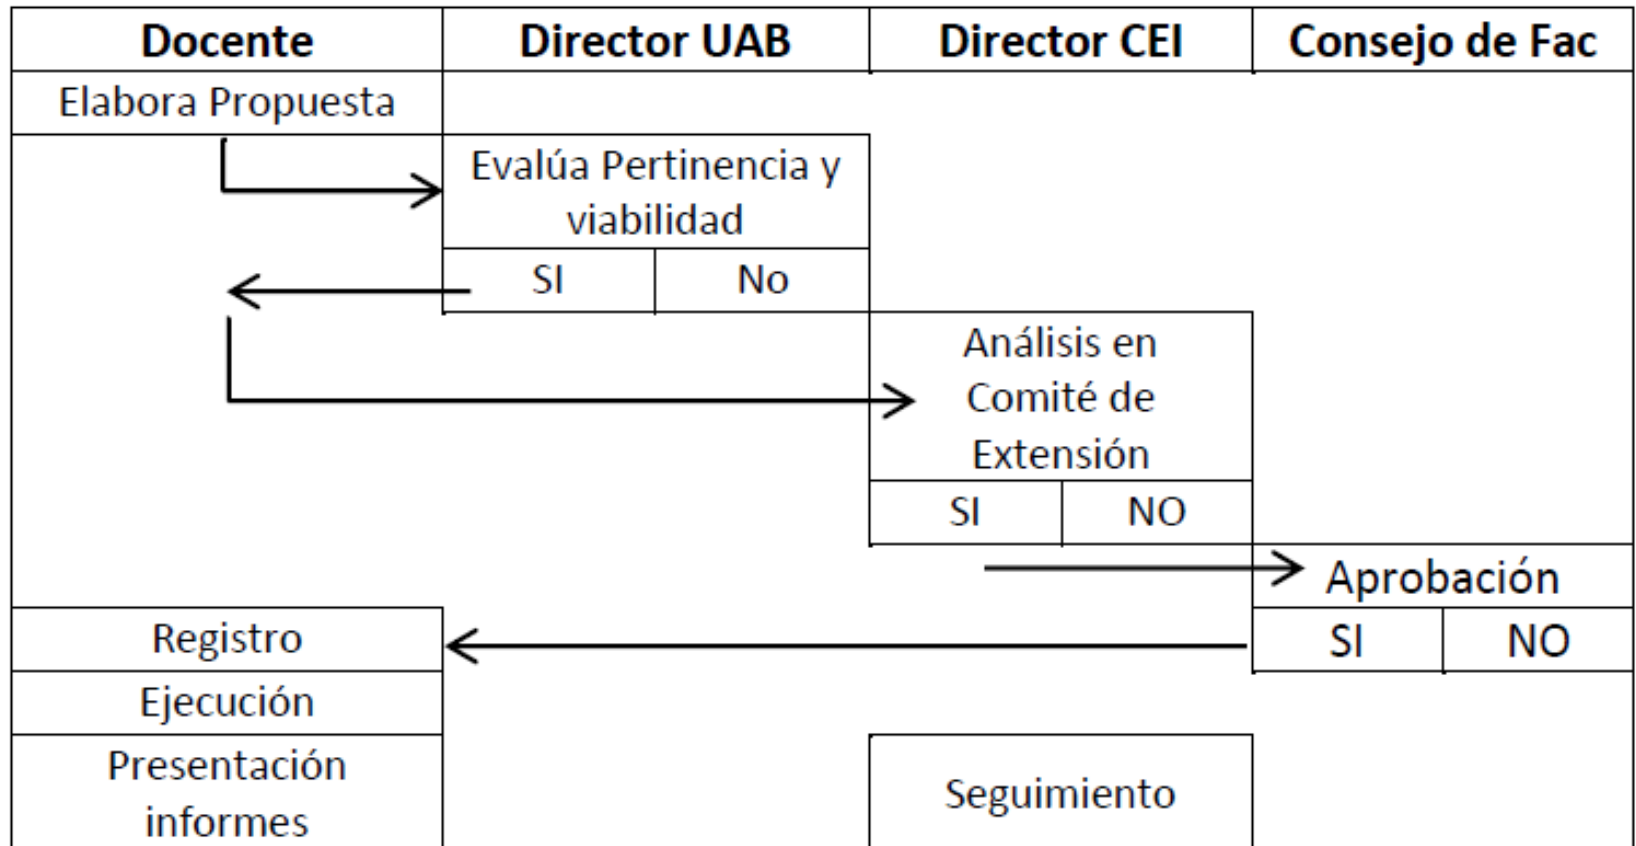 Docente Director UAB Director CEI Consejo de Fac
Elabora Propuesta
Evalúa Pertinencia y
viabilidad
SI No
Análisis en
Comité de
Extensión
SI NO
Aprobación
Registro SI NO
Ejecución
Presentación
informes
Seguimiento